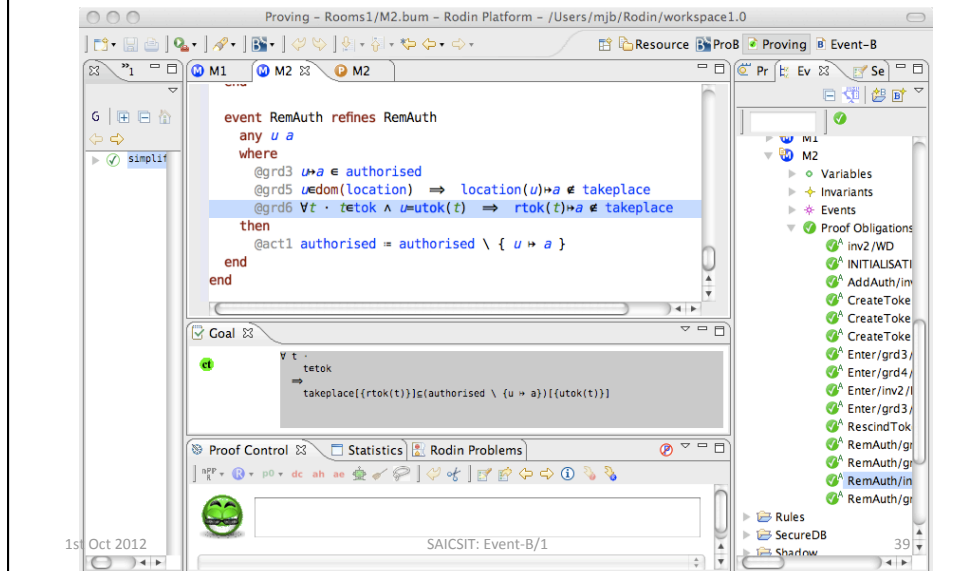 Proving – Rooms1/M2.bum – Rodin Platform – /Users/mjb/Rodin/workspace1.0
Resource ProB Proving Event-B
"1 M1 M2 M2 Pr Ev Se
G
simplif
event RemAuth refines RemAuth
any u a
where
@grd3 u↦a ∈ authorised
@grd5 u∈dom(location) ⇒ location(u)↦a ∉ takeplace
@grd6 ∀t · t∈tok ∧ u=utok(t) ⇒ rtok(t)↦a ∉ takeplace
then
@act1 authorised ≔ authorised \ { u ↦ a }
end
end
Goal
ct
∀ t ·
t∈tok
⇒
takeplace[{rtok(t)}]⊆(authorised \ {u ↦ a})[{utok(t)}]
Proof Control Statistics Rodin Problems
nPP R p0 dc ah ae
M1
M2
Variables
Invariants
Events
Proof Obligations
inv2/WD
INITIALISATI
AddAuth/inv
CreateToke
CreateToke
CreateToke
Enter/grd3/
Enter/grd4/
Enter/inv2/I
Enter/grd3/
RescindTok
RemAuth/gr
RemAuth/gr
RemAuth/in
RemAuth/gr
Rules
SecureDB
Shadow
1st Oct 2012 SAICSIT: Event-B/1 39